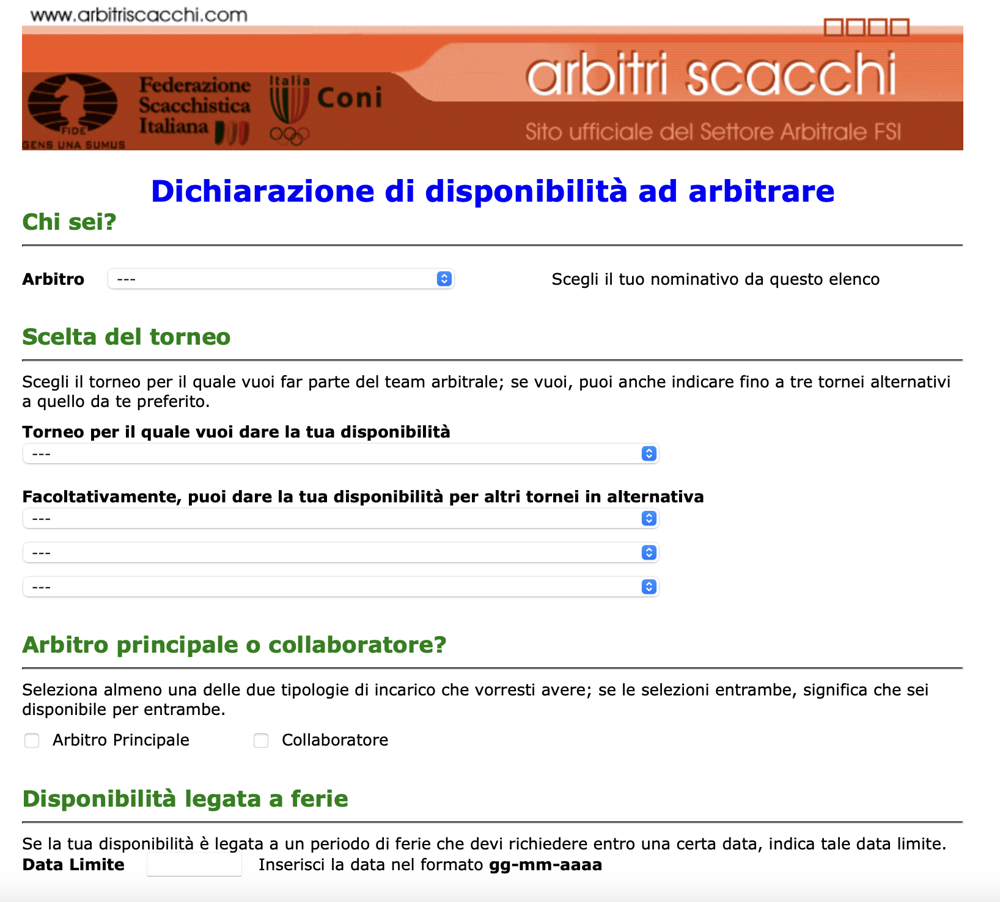 www.arbitriscacchi.com
arbitri scacchi
Federazione
Scacchistica
Italiana
Italia
Coni
FIDE
GENS UNA SUMUS
Sito ufficiale del Settore Arbitrale FSI
Dichiarazione di disponibilità ad arbitrare
Chi sei?
Arbitro --- Scegli il tuo nominativo da questo elenco
Scelta del torneo
Scegli il torneo per il quale vuoi far parte del team arbitrale; se vuoi, puoi anche indicare fino a tre tornei alternativi
a quello da te preferito.
Torneo per il quale vuoi dare la tua disponibilità
---
Facoltativamente, puoi dare la tua disponibilità per altri tornei in alternativa
---
---
---
Arbitro principale o collaboratore?
Seleziona almeno una delle due tipologie di incarico che vorresti avere; se le selezioni entrambe, significa che sei
disponibile per entrambe.
Arbitro Principale Collaboratore
Disponibilità legata a ferie
Se la tua disponibilità è legata a un periodo di ferie che devi richiedere entro una certa data, indica tale data limite.
Data Limite Inserisci la data nel formato gg-mm-aaaa